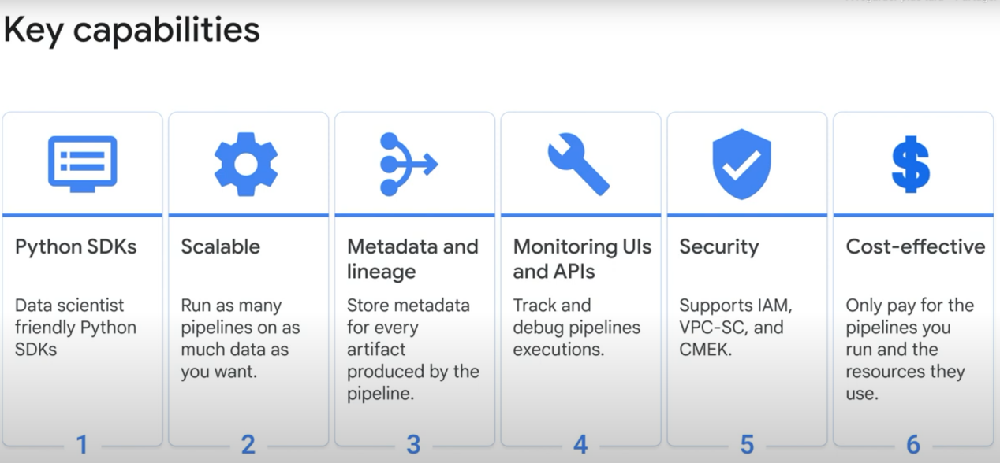 Key capabilities
Python SDKs
Data scientist
friendly Python
SDKs
1
Scalable
Run as many
pipelines on as
much data as
you want.
2
Metadata and
lineage
Store metadata
for every
artifact
produced by the
pipeline.
3
Monitoring UIs
and APIs
Track and
debug pipelines
executions.
4
Security
Supports IAM,
VPC-SC, and
CMEK.
5
Cost-effective
Only pay for the
pipelines you
run and the
resources they
use.
6